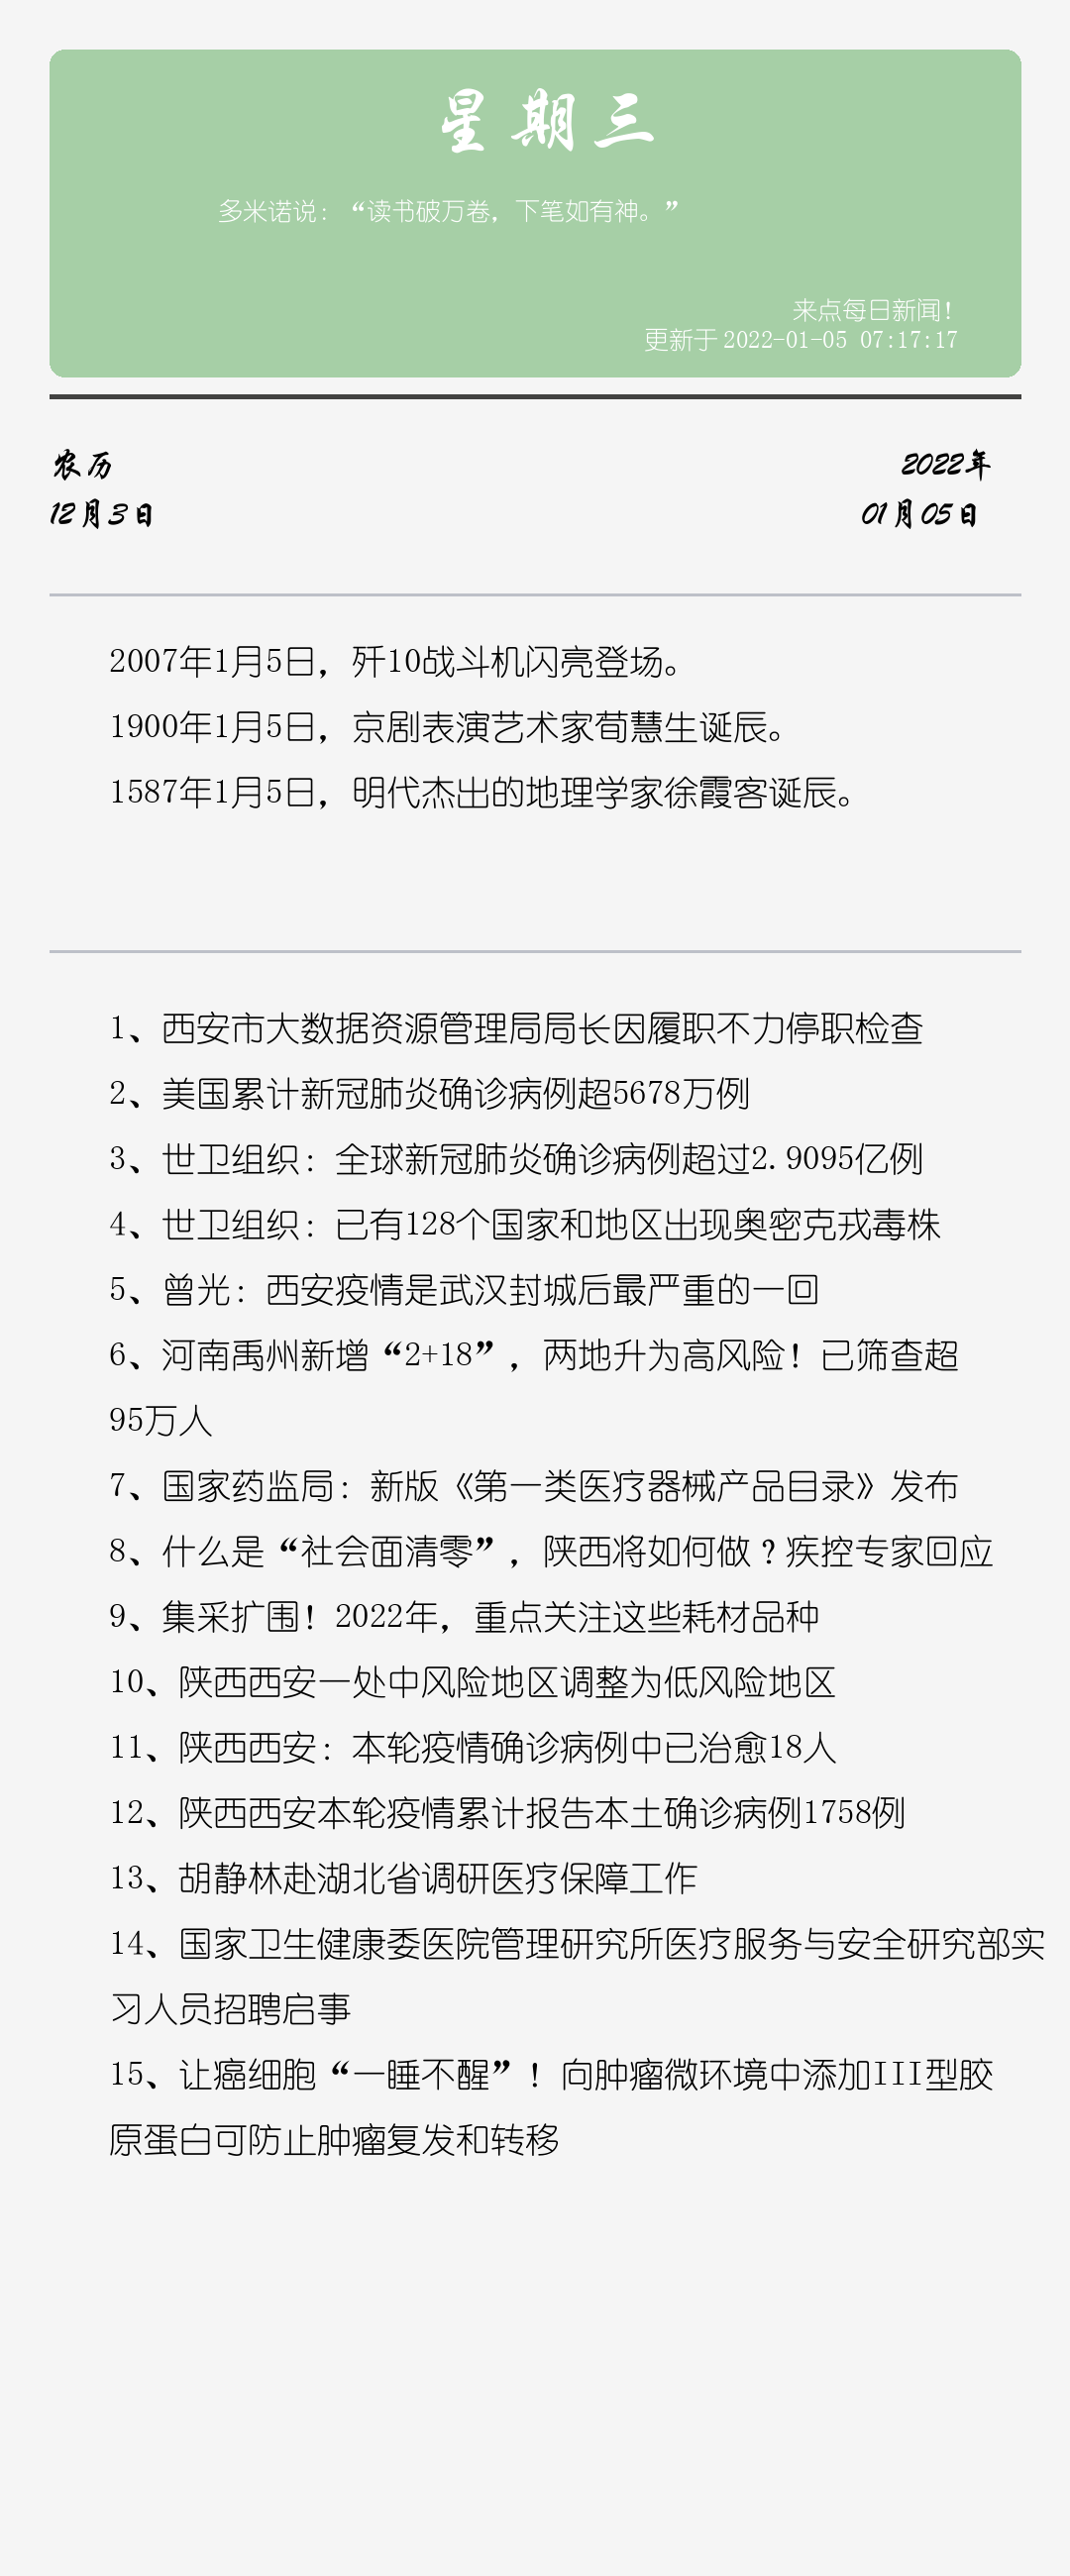 星期三
多米诺说：“读书破万卷，下笔如有神。”
来点每日新闻！
更新于 2022-01-05 07:17:17
农历
2022年
12月3日
01月05日
2007年1月5日，歼10战斗机闪亮登场。
1900年1月5日，京剧表演艺术家荀慧生诞辰。
1587年1月5日，明代杰出的地理学家徐霞客诞辰。
1、西安市大数据资源管理局局长因履职不力停职检查
2、美国累计新冠肺炎确诊病例超5678万例
3、世卫组织：全球新冠肺炎确诊病例超过2.9095亿例
4、世卫组织：已有128个国家和地区出现奥密克戎毒株
5、曾光：西安疫情是武汉封城后最严重的一回
6、河南禹州新增“2+18”，两地升为高风险！已筛查超
95万人
7、国家药监局：新版《第一类医疗器械产品目录》发布
8、什么是“社会面清零”，陕西将如何做？疾控专家回应
9、集采扩围！2022年，重点关注这些耗材品种
10、陕西西安一处中风险地区调整为低风险地区
11、陕西西安：本轮疫情确诊病例中已治愈18人
12、陕西西安本轮疫情累计报告本土确诊病例1758例
13、胡静林赴湖北省调研医疗保障工作
14、国家卫生健康委医院管理研究所医疗服务与安全研究部实
习人员招聘启事
15、让癌细胞“一睡不醒”！向肿瘤微环境中添加III型胶
原蛋白可防止肿瘤复发和转移